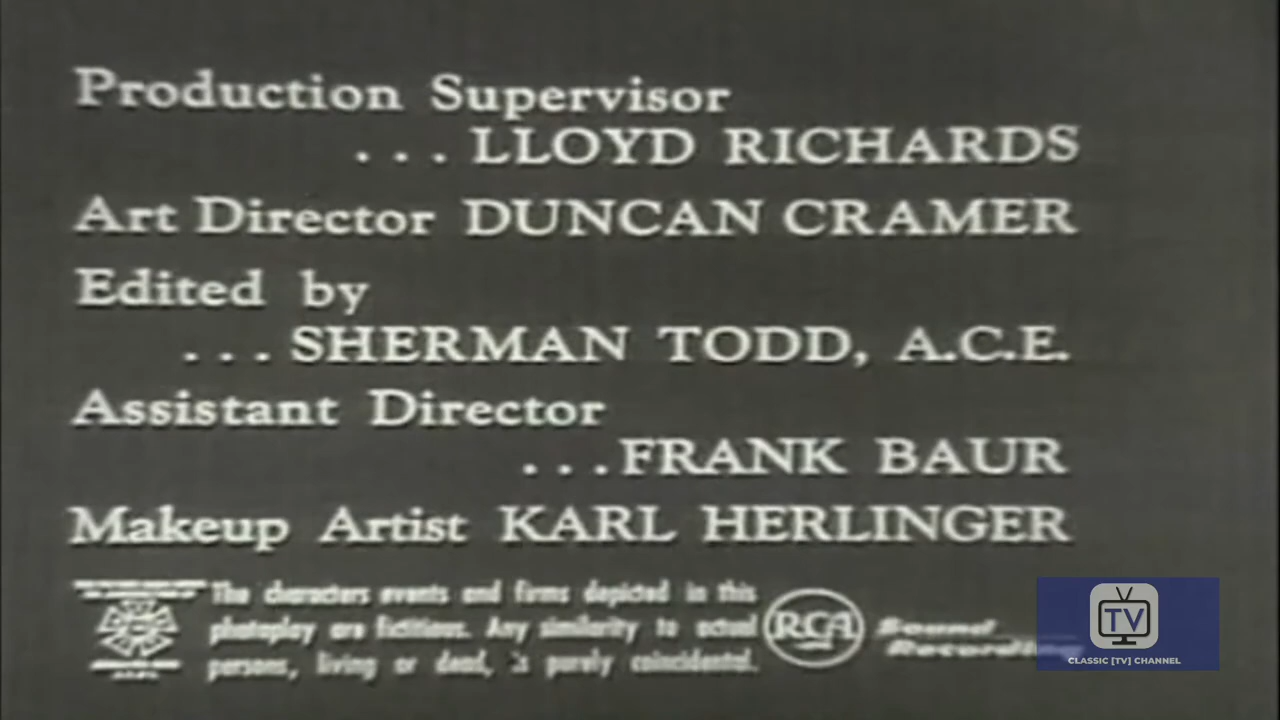 Production Supervisor
... LLOYD RICHARDS
Art Director DUNCAN CRAMER
Edited by
... SHERMAN TODD, A.C.E.
Assistant Director
...FRANK BAUR
Makeup Artist KARL HERLINGER
The characters events and firms depicted in this
photoplay are fictitious. Any similarity to actual
persons, living or dead, is purely coincidental.
RCA
Sound
Recording
TV
CLASSIC [TV] CHANNEL